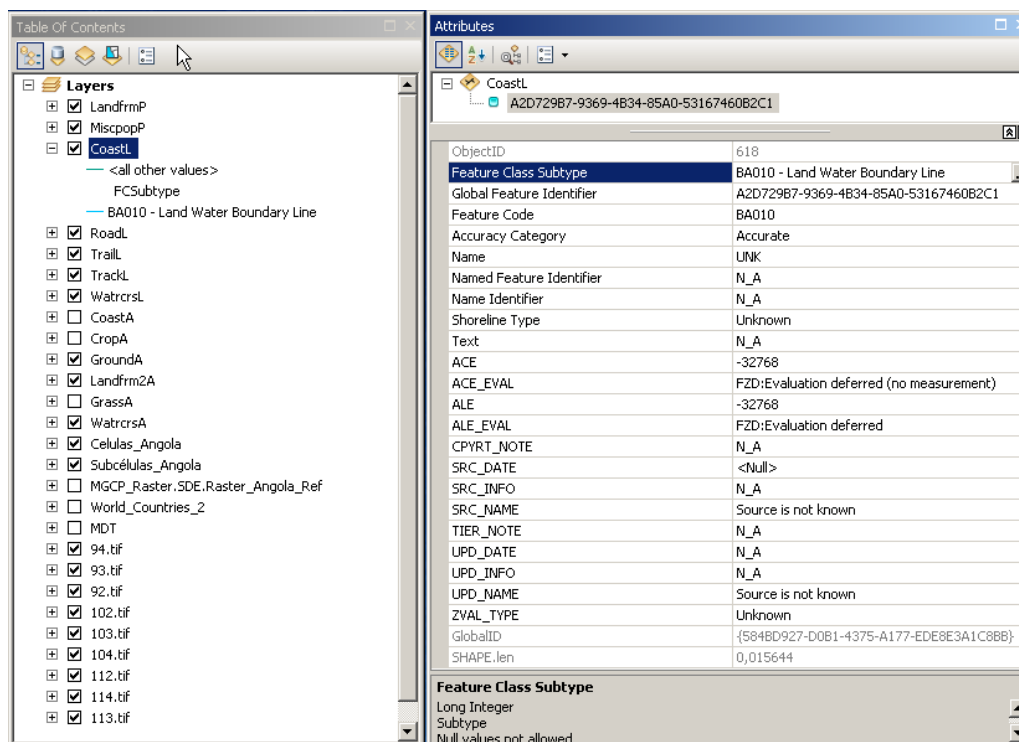 Table Of Contents
Layers
LandfrmP
MiscpopP
CoastL
<all other values>
FCSubtype
BA010 - Land Water Boundary Line
RoadL
TrailL
TrackL
WatrcrsL
CoastA
CropA
GroundA
Landfrm2A
GrassA
WatrcrsA
Celulas_Angola
Subcélulas_Angola
MGCP_Raster.SDE.Raster_Angola_Ref
World_Countries_2
MDT
94.tif
93.tif
92.tif
102.tif
103.tif
104.tif
112.tif
114.tif
113.tif
Attributes
CoastL
A2D729B7-9369-4B34-85A0-53167460B2C1
ObjectID 618
Feature Class Subtype BA010 - Land Water Boundary Line
Global Feature Identifier A2D729B7-9369-4B34-85A0-53167460B2C1
Feature Code BA010
Accuracy Category Accurate
Name UNK
Named Feature Identifier N_A
Name Identifier N_A
Shoreline Type Unknown
Text N_A
ACE -32768
ACE_EVAL FZD:Evaluation deferred (no measurement)
ALE -32768
ALE_EVAL FZD:Evaluation deferred
CPYRT_NOTE N_A
SRC_DATE <Null>
SRC_INFO N_A
SRC_NAME Source is not known
TIER_NOTE N_A
UPD_DATE N_A
UPD_INFO N_A
UPD_NAME Source is not known
ZVAL_TYPE Unknown
GlobalID {584BD927-D0B1-4375-A177-EDE8E3A1C8BB}
SHAPE.len 0,015644
Feature Class Subtype
Long Integer
Subtype
Null values not allowed